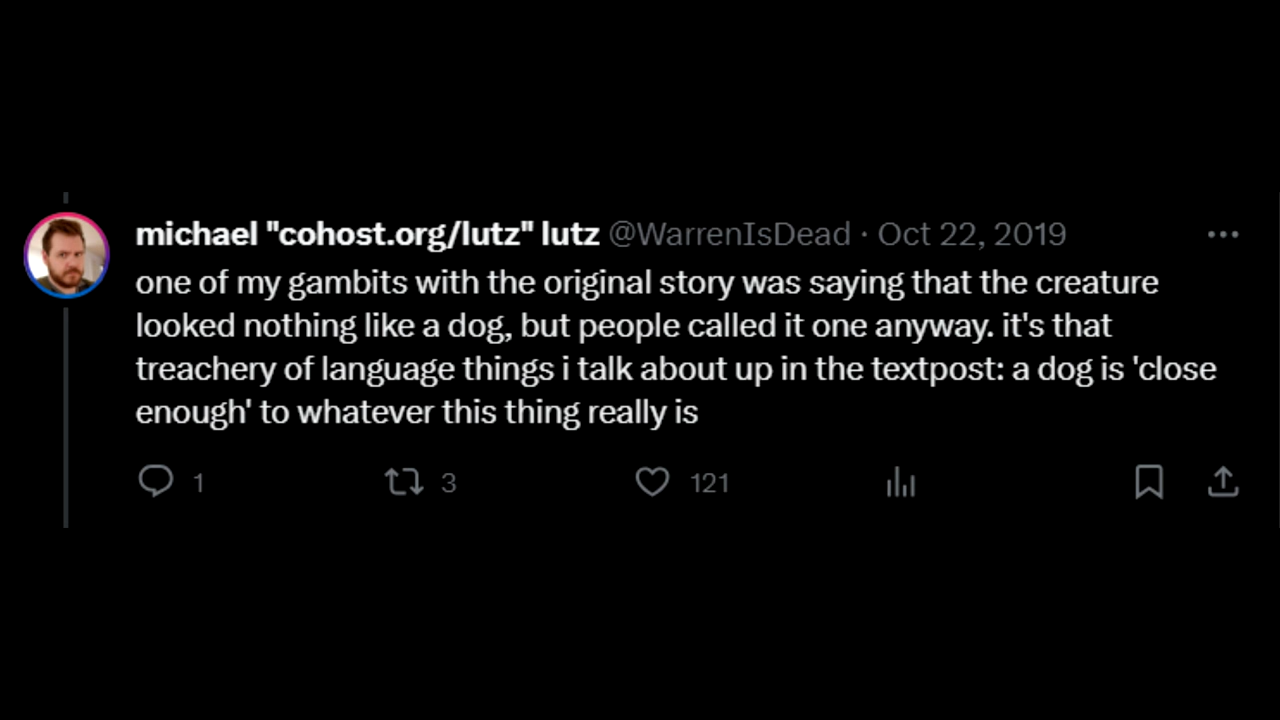 michael "cohost.org/lutz" lutz @WarrenIsDead · Oct 22, 2019
one of my gambits with the original story was saying that the creature
looked nothing like a dog, but people called it one anyway. it's that
treachery of language things i talk about up in the textpost: a dog is 'close
enough' to whatever this thing really is
1 3 121